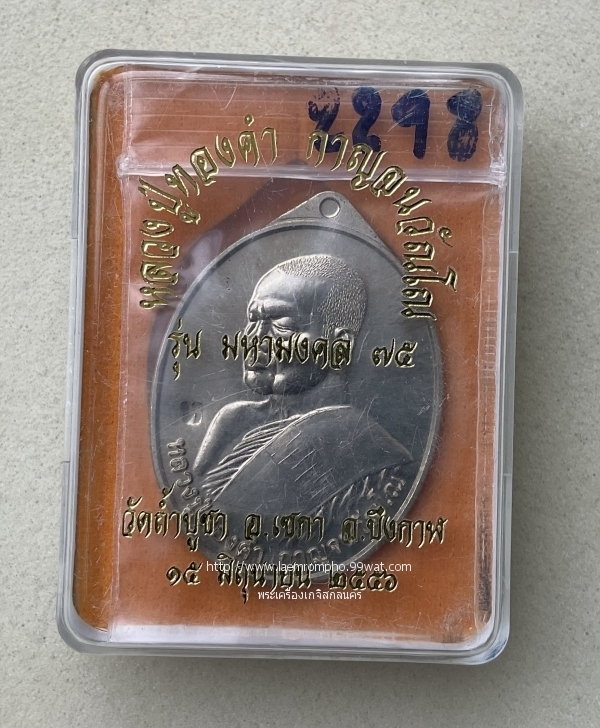 2298
หลวงปู่ทองคำ กาญจนวัณโณ
รุ่น มหามงคล ๗๕
วัดถ้ำบูชา อ.เซกา จ.บึงกาฬ
http://www.laemrompho.99wat.com/
๑๕ มิถุนายน ๒๕๕๖
พระเครื่องเกจิสกลนคร